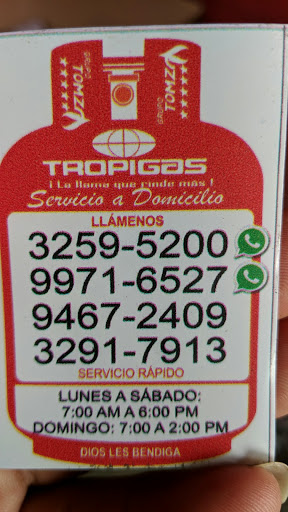 GRUPO
TOMZA
GRUPO
TOMZA
TROPIGAS
¡ La llama que rinde más !
Servicio a Domicilio
LLÁMENOS
3259-5200
9971-6527
9467-2409
3291-7913
SERVICIO RÁPIDO
LUNES A SÁBADO:
7:00 AM A 6:00 PM
DOMINGO: 7:00 A 2:00 PM
DIOS LES BENDIGA